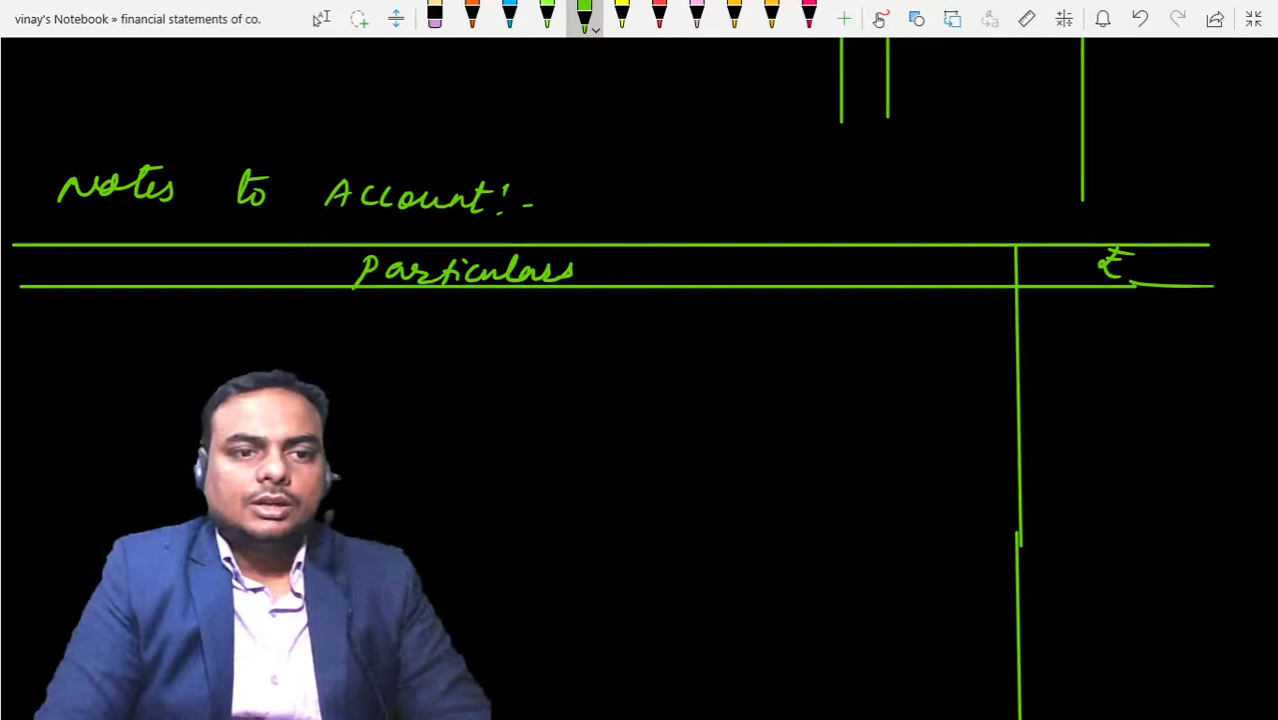 vinay's Notebook » financial statements of co.
Notes to Account:-
Particulars ₹